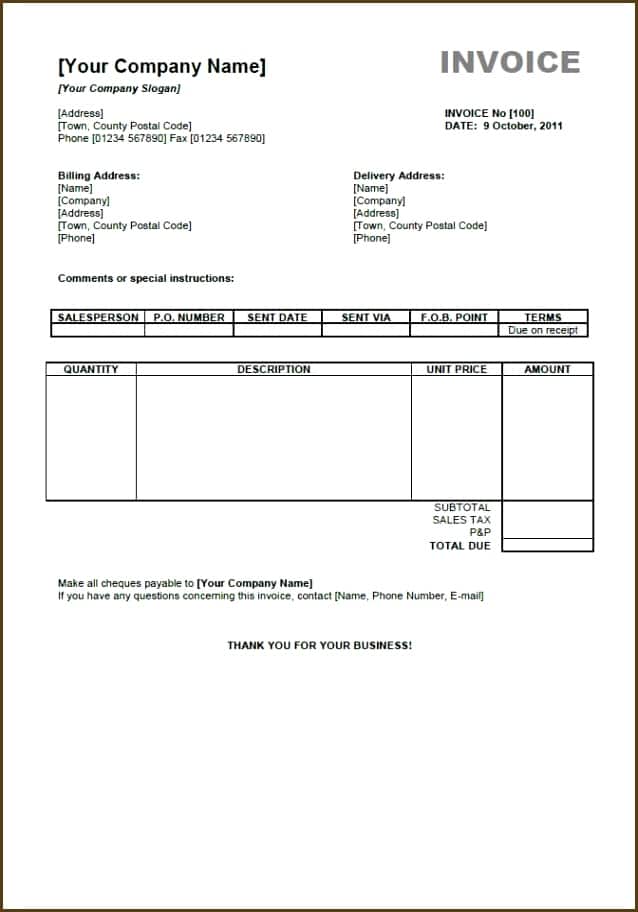 [Your Company Name]
INVOICE
[Your Company Slogan]
[Address]
[Town, County Postal Code]
Phone [01234 567890] Fax [01234 567890]
INVOICE No [100]
DATE: 9 October, 2011
Billing Address:
[Name]
[Company]
[Address]
[Town, County Postal Code]
[Phone]
Delivery Address:
[Name]
[Company]
[Address]
[Town, County Postal Code]
[Phone]
Comments or special instructions:
SALESPERSON P.O. NUMBER SENT DATE SENT VIA F.O.B. POINT TERMS
Due on receipt
QUANTITY DESCRIPTION UNIT PRICE AMOUNT
SUBTOTAL
SALES TAX
P&P
TOTAL DUE
Make all cheques payable to [Your Company Name]
If you have any questions concerning this invoice, contact [Name, Phone Number, E-mail]
THANK YOU FOR YOUR BUSINESS!